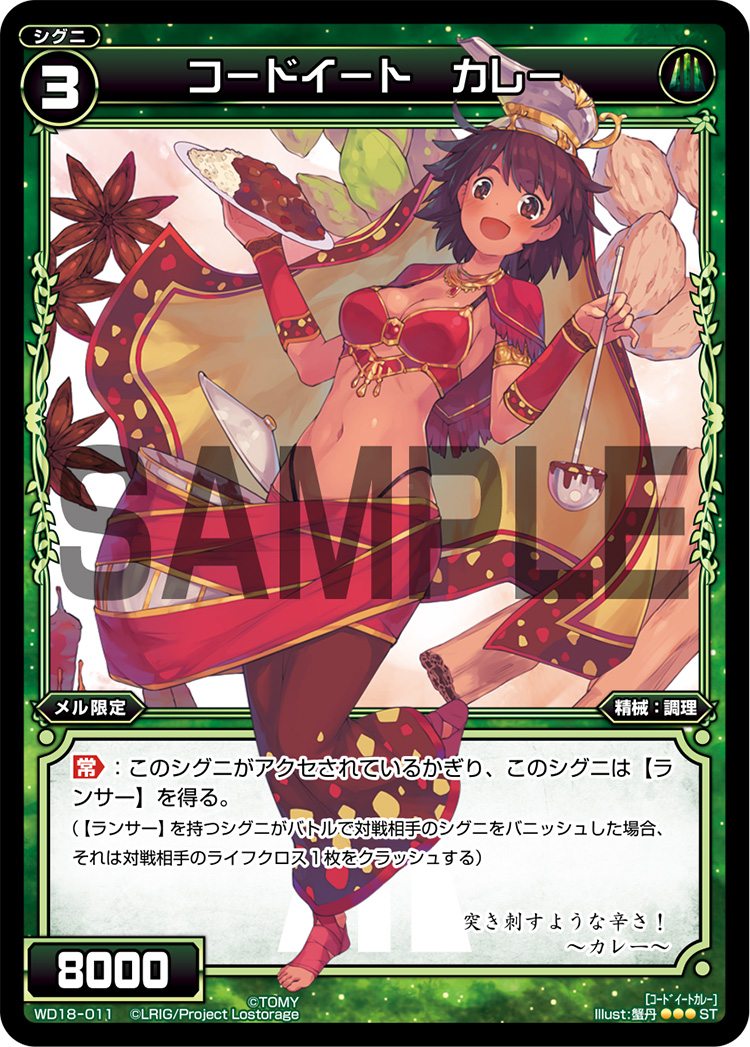 シグニ
3
コードイート カレー
SAMPLE
メル限定
精械：調理
常：このシグニがアクセされているかぎり、このシグニは【ラ
ンサー】を得る。
（【ランサー】を持つシグニがバトルで対戦相手のシグニをバニッシュした場合、
それは対戦相手のライフクロス１枚をクラッシュする）
突き刺すような辛さ！
～カレー～
8000
©TOMY
[コードイートカレー]
WD18-011 ©LRIG/Project Lostorage
Illust:蟹丹 ST